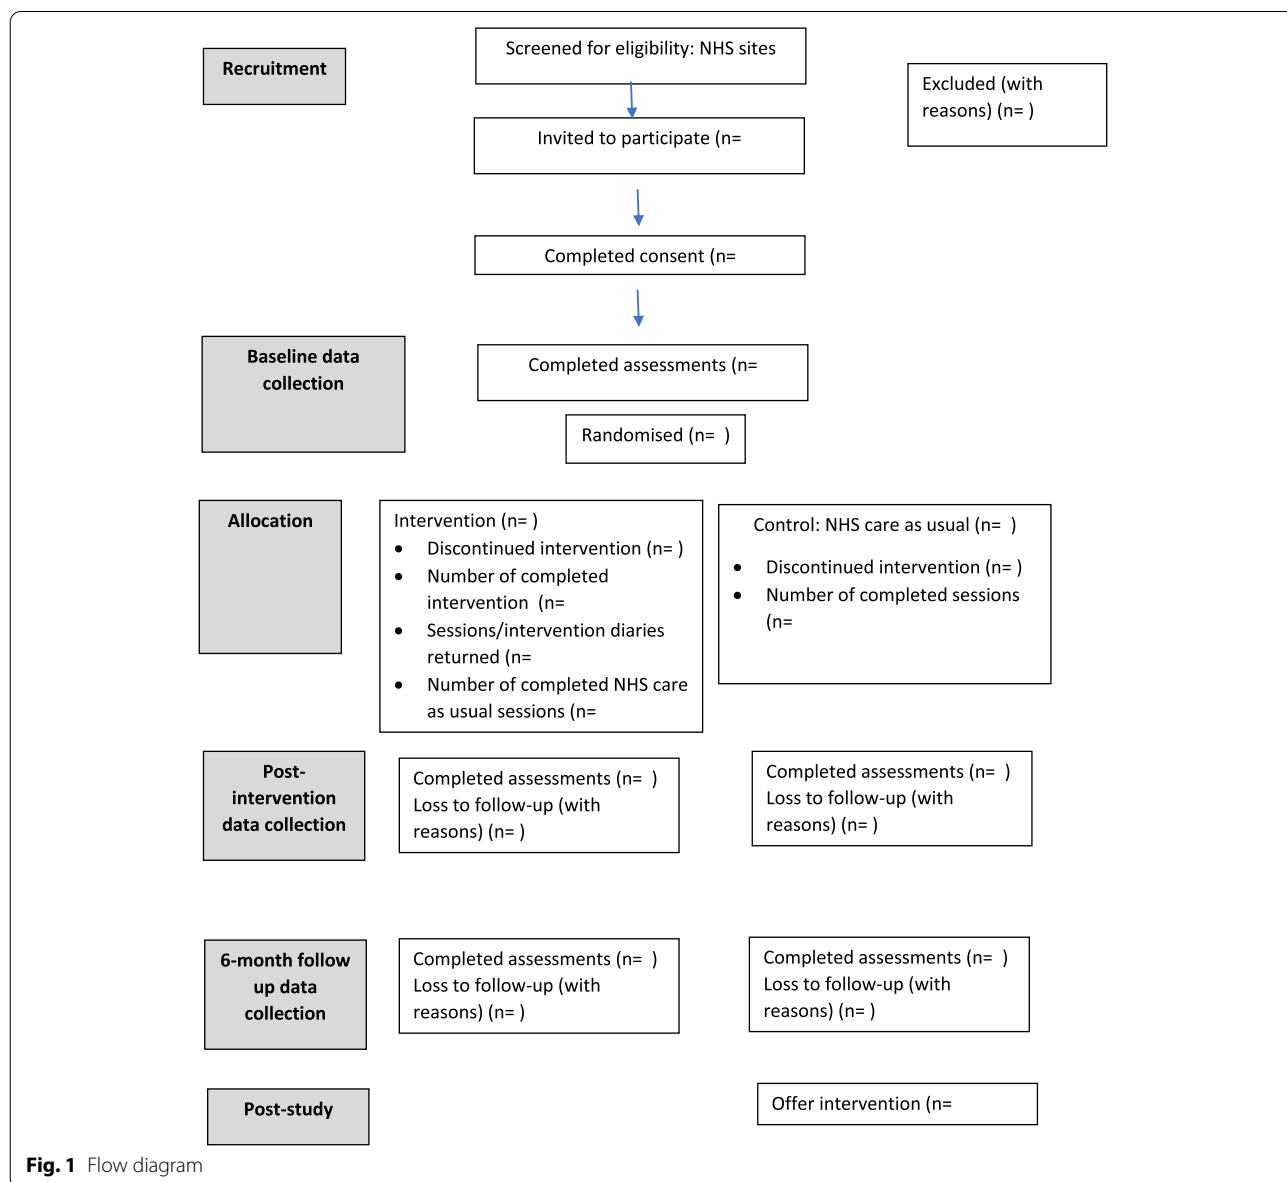 Recruitment
Screened for eligibility: NHS sites
Excluded (with
reasons) (n= )
Invited to participate (n=
Completed consent (n=
Baseline data
collection
Completed assessments (n=
Randomised (n=  )
Allocation
Intervention (n= )
• Discontinued intervention (n= )
• Number of completed
intervention  (n=
• Sessions/intervention diaries
returned (n=
• Number of completed NHS care
as usual sessions (n=
Control: NHS care as usual (n=  )
• Discontinued intervention (n= )
• Number of completed sessions
(n=
Post-
intervention
data collection
Completed assessments (n=  )
Loss to follow-up (with
reasons) (n= )
Completed assessments (n=  )
Loss to follow-up (with
reasons) (n= )
6-month follow
up data
collection
Completed assessments (n=  )
Loss to follow-up (with
reasons) (n= )
Completed assessments (n=  )
Loss to follow-up (with
reasons) (n= )
Post-study
Offer intervention (n=
Fig. 1 Flow diagram